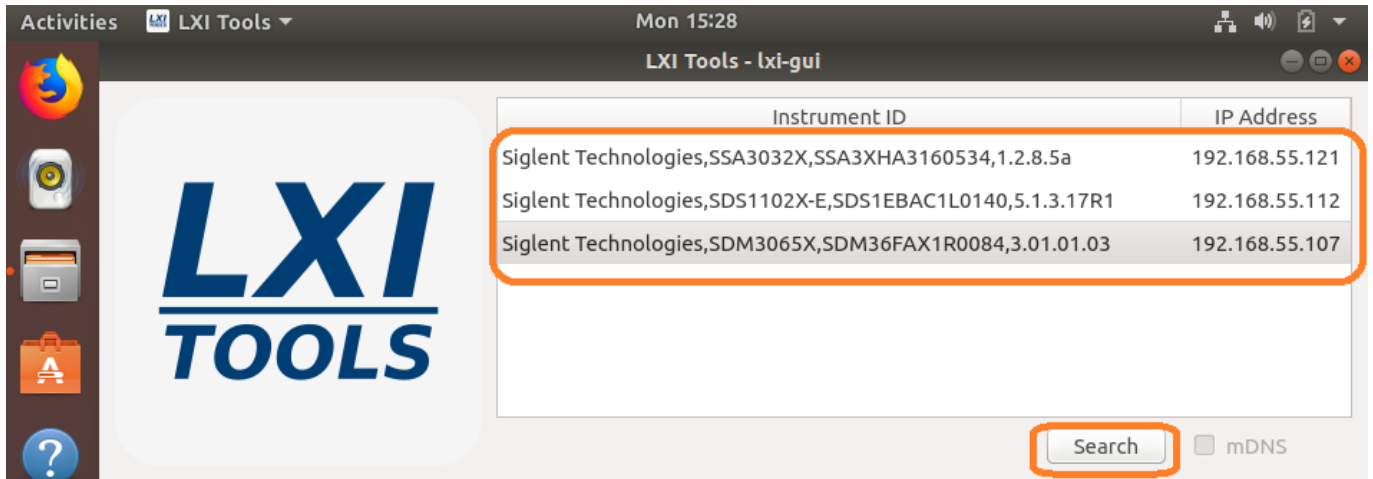 Activities LXI Tools Mon 15:28
LXI Tools - lxi-gui
Instrument ID IP Address
Siglent Technologies,SSA3032X,SSA3XHA3160534,1.2.8.5a 192.168.55.121
Siglent Technologies,SDS1102X-E,SDS1EBAC1L0140,5.1.3.17R1 192.168.55.112
Siglent Technologies,SDM3065X,SDM36FAX1R0084,3.01.01.03 192.168.55.107
LXI
TOOLS
Search mDNS